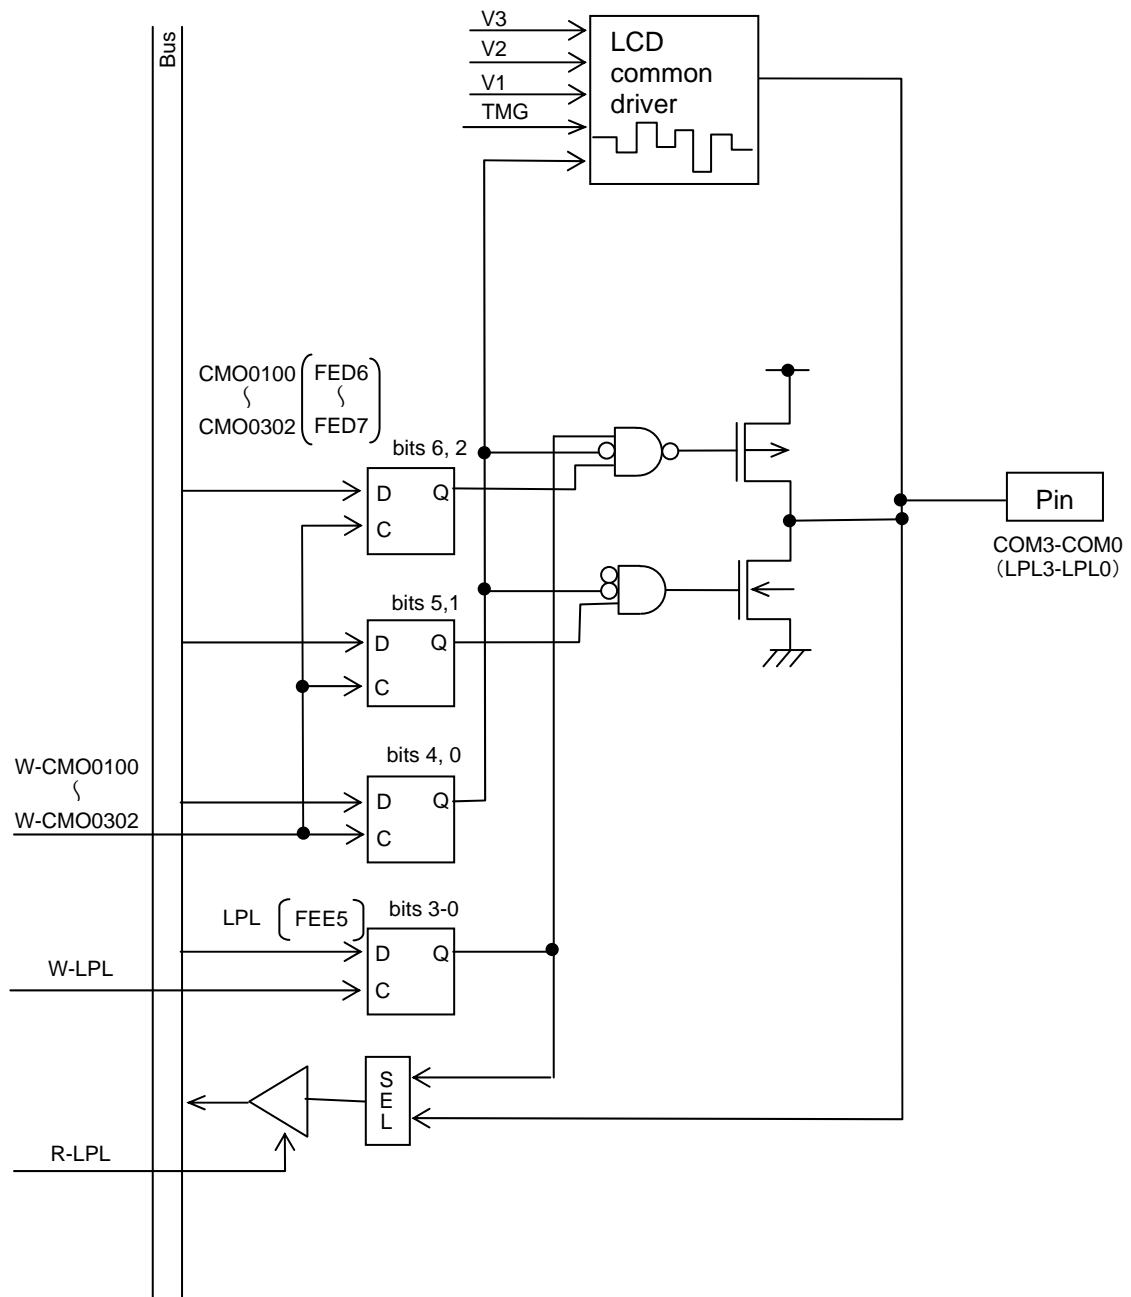 Bus
V3
V2
V1
TMG
LCD
common
driver
CMO0100
FED6
CMO0302
FED7
bits 6, 2
D
Q
C
Pin
COM3-COM0
(LPL3-LPL0)
bits 5,1
D
Q
C
W-CMO0100
W-CMO0302
bits 4, 0
D
Q
C
LPL
FEE5
bits 3-0
D
Q
C
W-LPL
SEL
R-LPL